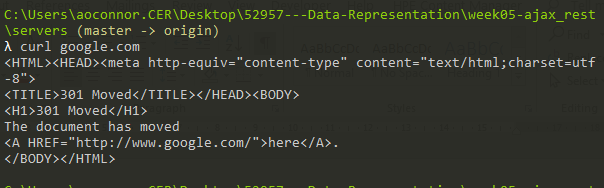 C:\Users\aoconnor.CER\Desktop\52957---Data-Representation\week05-ajax_rest
\servers (master -> origin)
λ curl google.com
<HTML><HEAD><meta http-equiv="content-type" content="text/html;charset=utf
-8">
<TITLE>301 Moved</TITLE></HEAD><BODY>
<H1>301 Moved</H1>
The document has moved
<A HREF="http://www.google.com/">here</A>.
</BODY></HTML>